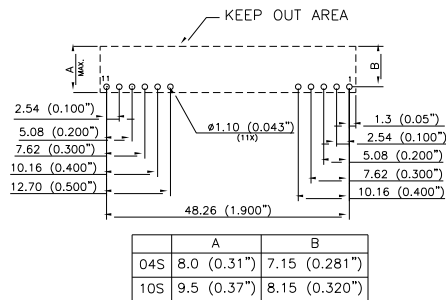 KEEP OUT AREA
A
MAX.
B
11
1
2.54 (0.100")
ø1.10 (0.043")
(11X)
1.3 (0.05")
5.08 (0.200")
2.54 (0.100")
7.62 (0.300")
5.08 (0.200")
10.16 (0.400")
7.62 (0.300")
12.70 (0.500")
10.16 (0.400")
48.26 (1.900")
A B
04S 8.0 (0.31") 7.15 (0.281")
10S 9.5 (0.37") 8.15 (0.320")